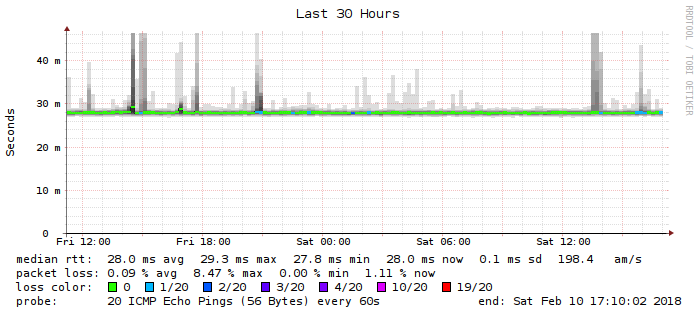 Last 30 Hours
RRDTOOL / TOBI OETIKER
Seconds
40 m
30 m
20 m
10 m
0
Fri 12:00 Fri 18:00 Sat 00:00 Sat 06:00 Sat 12:00
median rtt: 28.0 ms avg 29.3 ms max 27.8 ms min 28.0 ms now 0.1 ms sd 198.4 am/s
packet loss: 0.09 % avg 8.47 % max 0.00 % min 1.11 % now
loss color: 0 1/20 2/20 3/20 4/20 10/20 19/20
probe: 20 ICMP Echo Pings (56 Bytes) every 60s end: Sat Feb 10 17:10:02 2018